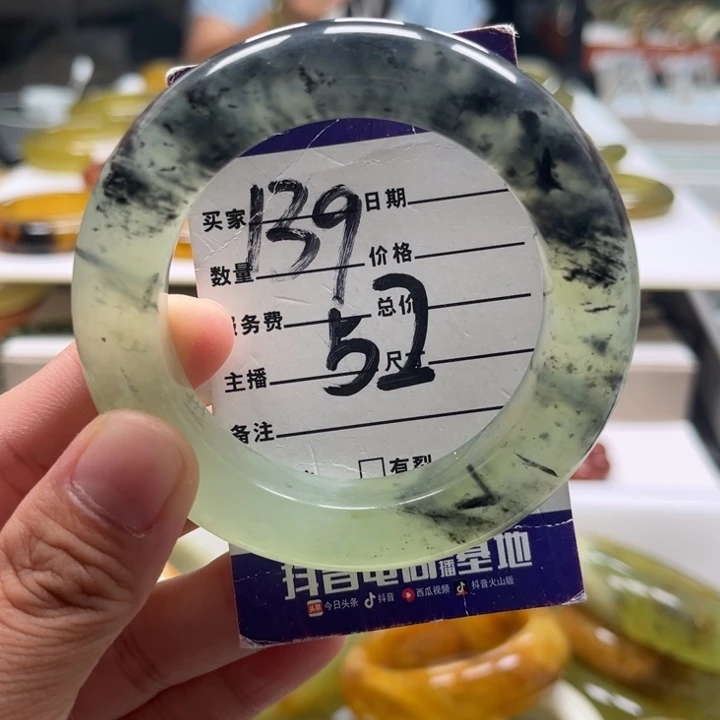 买家 139 日期
数量 价格
务费 52 总价
主播 尺
备注
□有裂
抖音电商直播基地
头条 今日头条 抖音 西瓜视频 抖音火山版